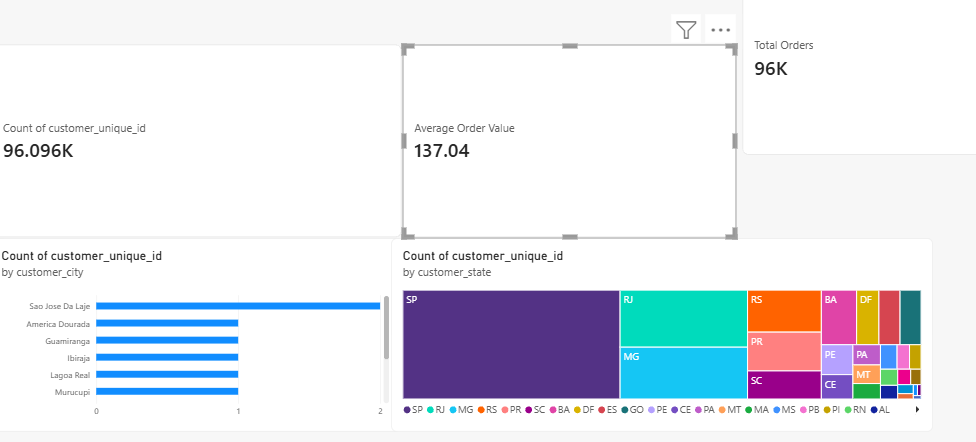 Total Orders
96K
Count of customer_unique_id
96.096K
Average Order Value
137.04
Count of customer_unique_id
by customer_city
Sao Jose Da Laje
America Dourada
Guamiranga
Ibiraja
Lagoa Real
Murucupi
0 1 2
Count of customer_unique_id
by customer_state
SP
RJ
MG
RS
PR
SC
BA
DF
PE
CE
PA
MT
SP RJ MG RS PR SC BA DF ES GO PE CE PA MT MA MS PB PI RN AL